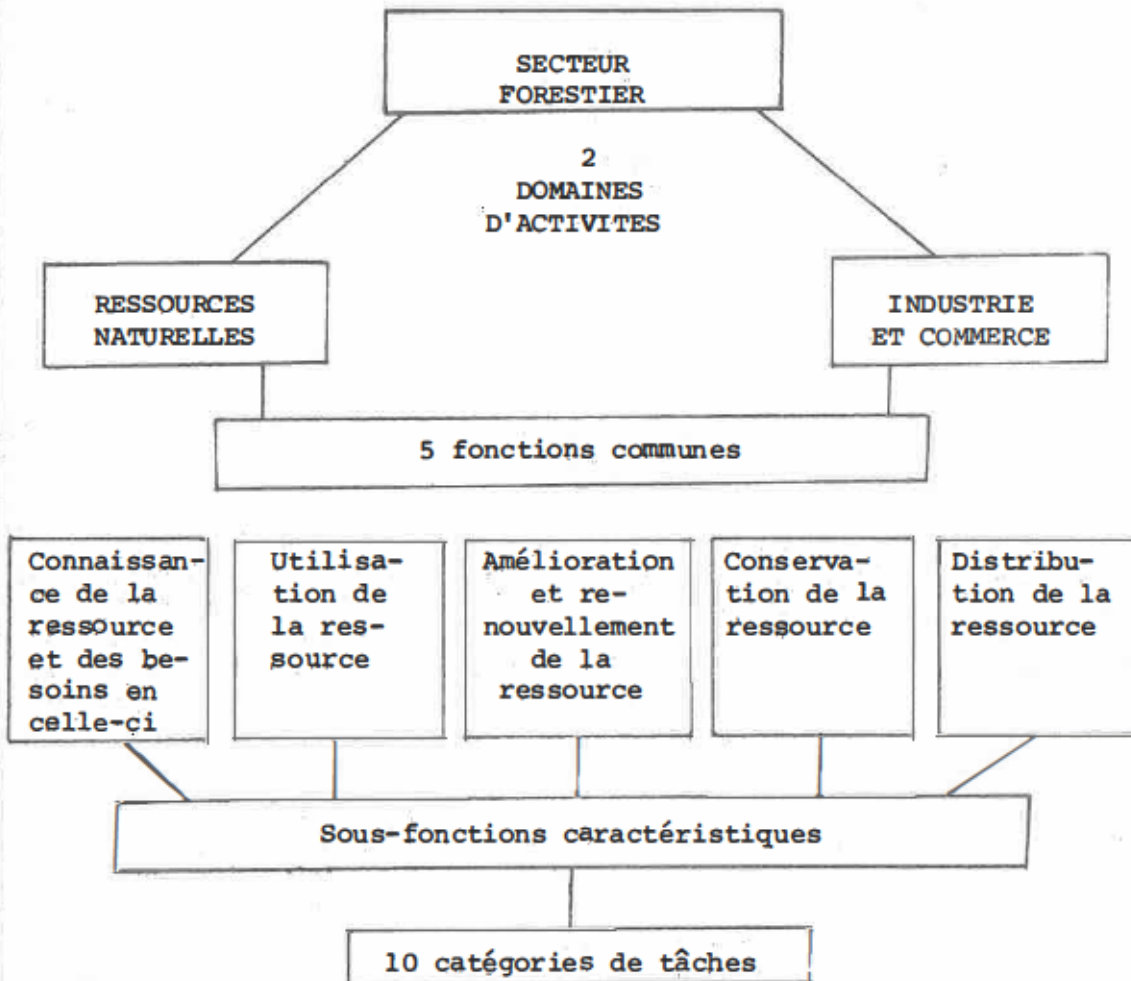 SECTEUR
FORESTIER
2
DOMAINES
D'ACTIVITES
RESSOURCES
NATURELLES
INDUSTRIE
ET COMMERCE
5 fonctions communes
Connaissan-
ce de la
ressource
et des be-
soins en
celle-çi
Utilisa-
tion de
la res-
source
Amélioration
et re-
nouvellement
de la
ressource
Conserva-
tion de la
ressource
Distribu-
tion de la
ressource
Sous-fonctions caractéristiques
10 catégories de tâches